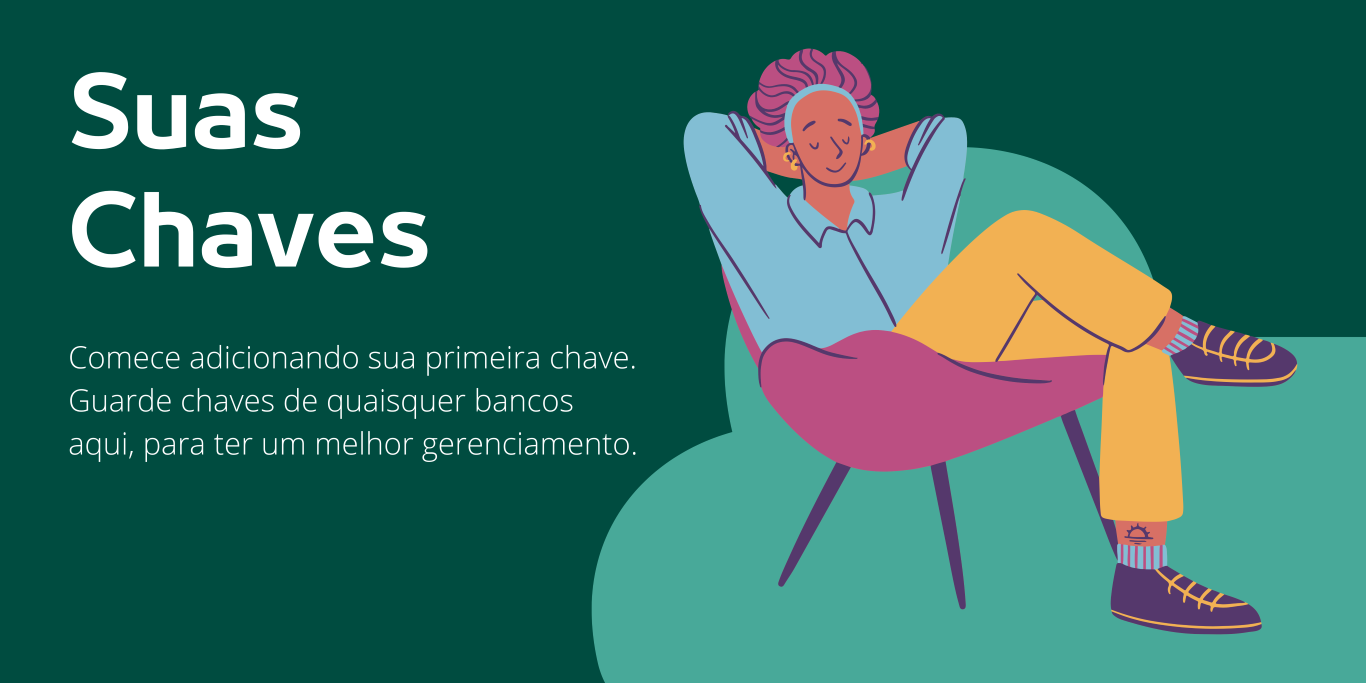 Suas
Chaves
Comece adicionando sua primeira chave.
Guarde chaves de quaisquer bancos
aqui, para ter um melhor gerenciamento.